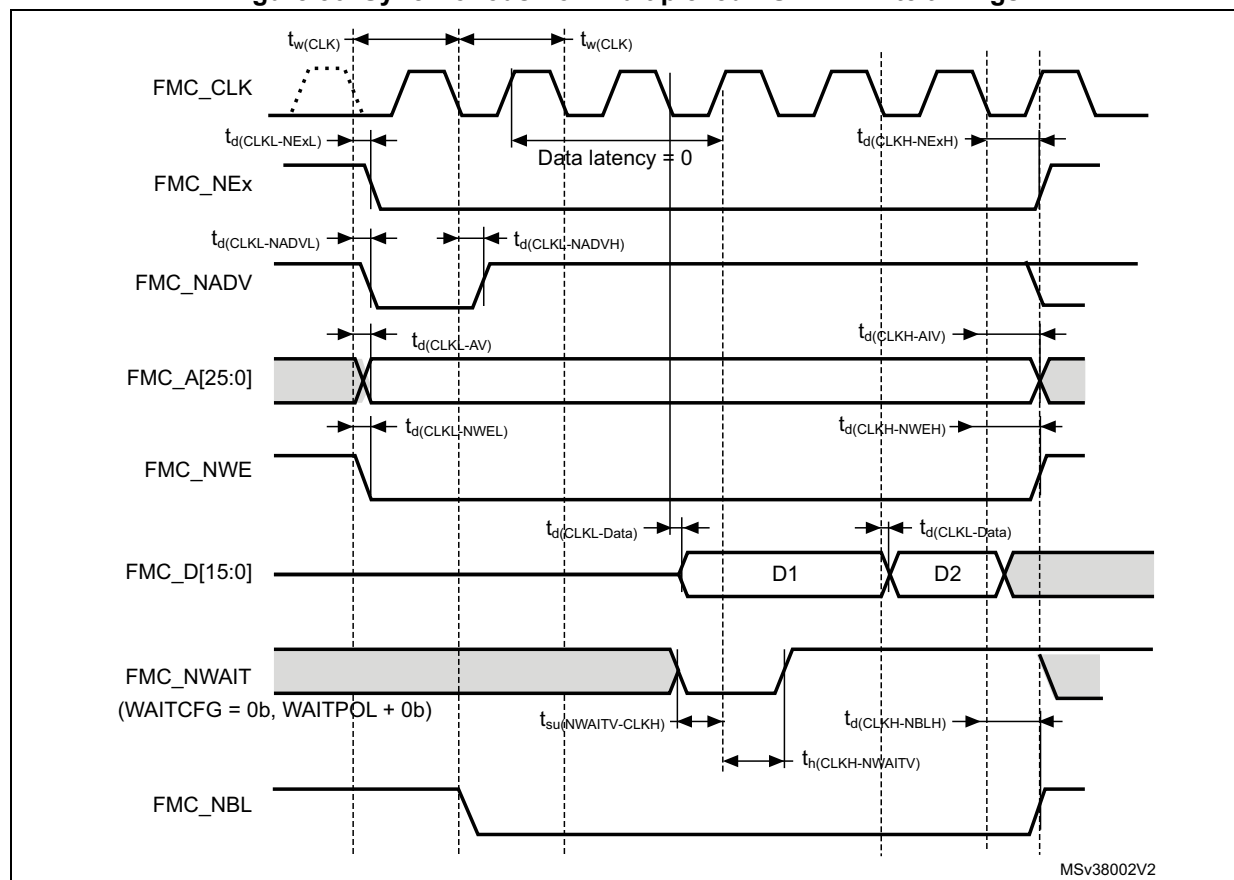 tw(CLK) tw(CLK)
FMC_CLK
td(CLKL-NExL) Data latency = 0 td(CLKH-NExH)
FMC_NEx
td(CLKL-NADVL) td(CLKL-NADVH)
FMC_NADV
td(CLKL-AV) td(CLKH-AIV)
FMC_A[25:0]
td(CLKL-NWEL) td(CLKH-NWEH)
FMC_NWE
td(CLKL-Data) td(CLKL-Data)
FMC_D[15:0] D1 D2
FMC_NWAIT
(WAITCFG = 0b, WAITPOL + 0b)
tsu(NWAITV-CLKH) td(CLKH-NBLH)
th(CLKH-NWAITV)
FMC_NBL
MSv38002V2